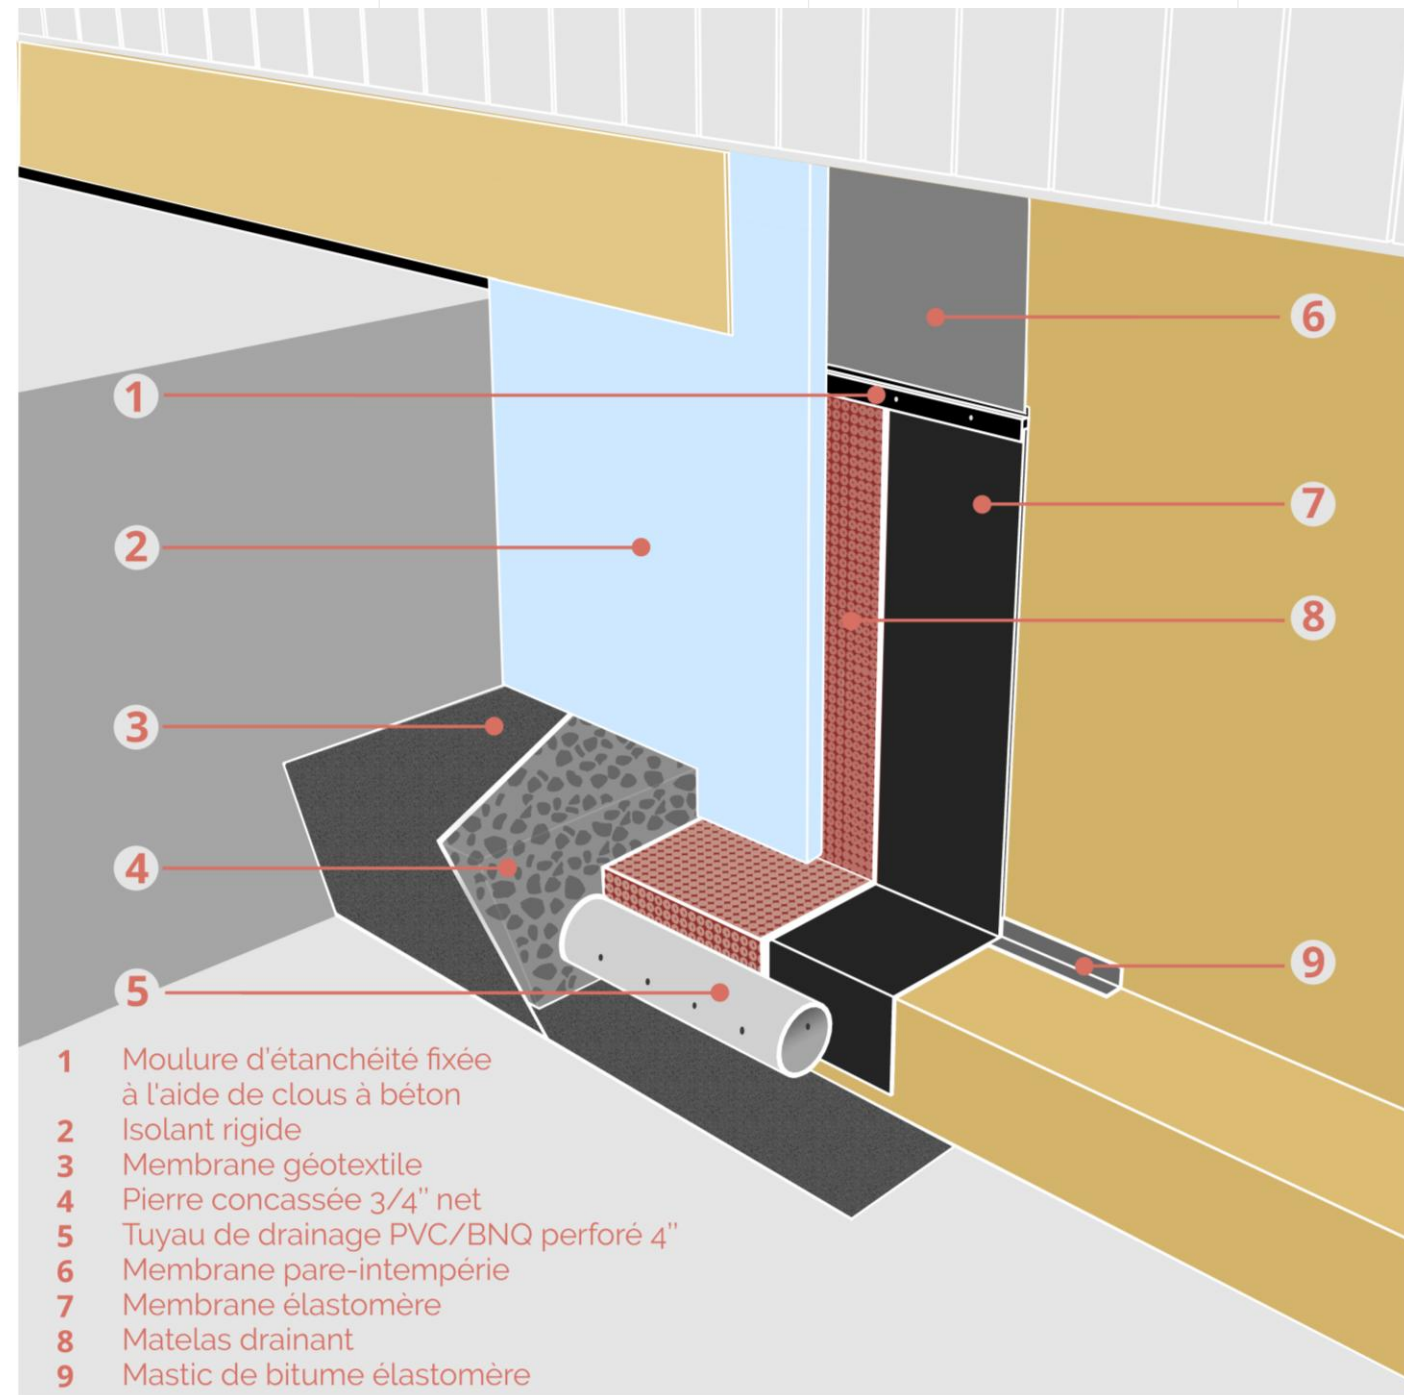 6
1
7
2
8
3
4
9
5
1 Moulure d'étanchéité fixée
à l'aide de clous à béton
2 Isolant rigide
3 Membrane géotextile
4 Pierre concassée 3/4'' net
5 Tuyau de drainage PVC/BNQ perforé 4''
6 Membrane pare-intempérie
7 Membrane élastomère
8 Matelas drainant
9 Mastic de bitume élastomère